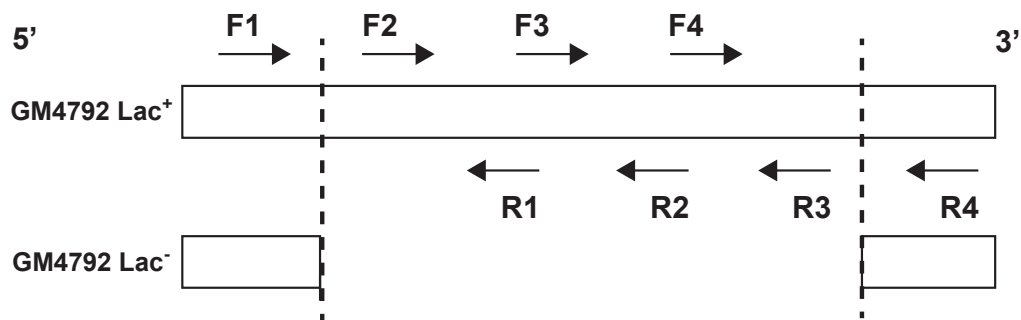 F1 F2 F3 F4
5’ 3’
GM4792 Lac+
R1 R2 R3 R4
GM4792 Lac-